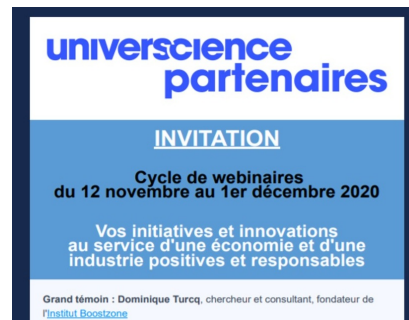 universcience
partenaires
INVITATION
Cycle de webinaires
du 12 novembre au 1er décembre 2020
Vos initiatives et innovations
au service d'une économie et d'une
industrie positives et responsables
Grand témoin : Dominique Turcq, chercheur et consultant, fondateur de
l'Institut Boostzone